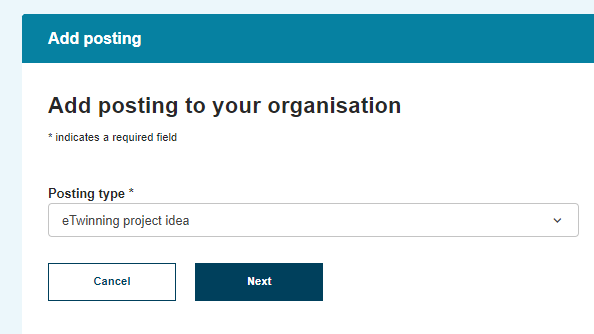 Add posting
Add posting to your organisation
* indicates a required field
Posting type *
eTwinning project idea
Cancel
Next